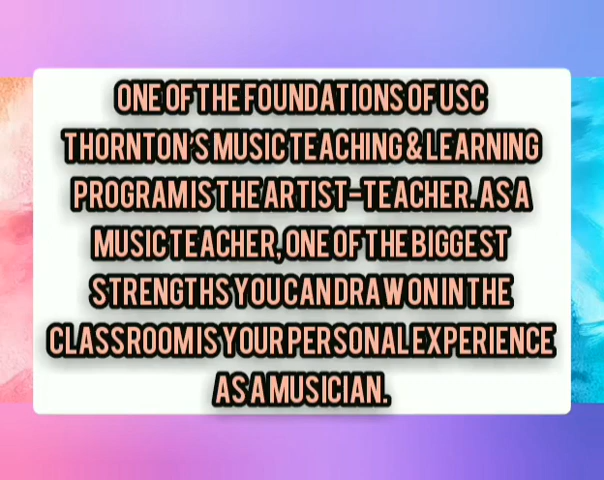 ONE OF THE FOUNDATIONS OF USC
THORNTON'S MUSIC TEACHING & LEARNING
PROGRAM IS THE ARTIST-TEACHER. AS A
MUSIC TEACHER, ONE OF THE BIGGEST
STRENGTHS YOU CAN DRAW ON IN THE
CLASSROOM IS YOUR PERSONAL EXPERIENCE
AS A MUSICIAN.